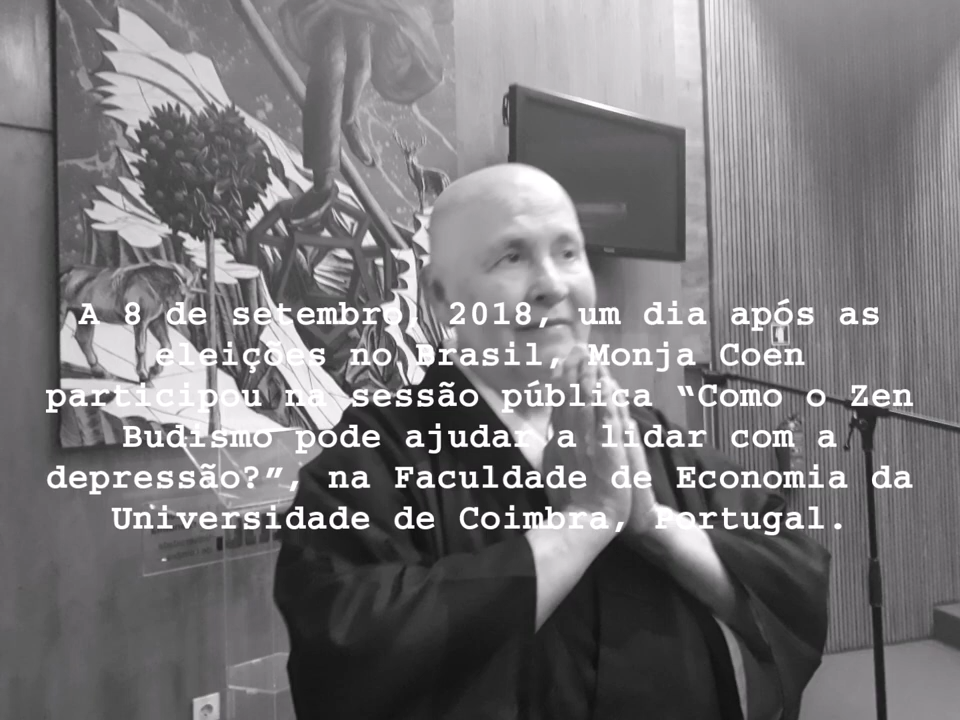 A 8 de setembro, 2018, um dia após as
eleições no Brasil, Monja Coen
participou na sessão pública “Como o Zen
Budismo pode ajudar a lidar com a
depressão?”, na Faculdade de Economia da
Universidade de Coimbra, Portugal.